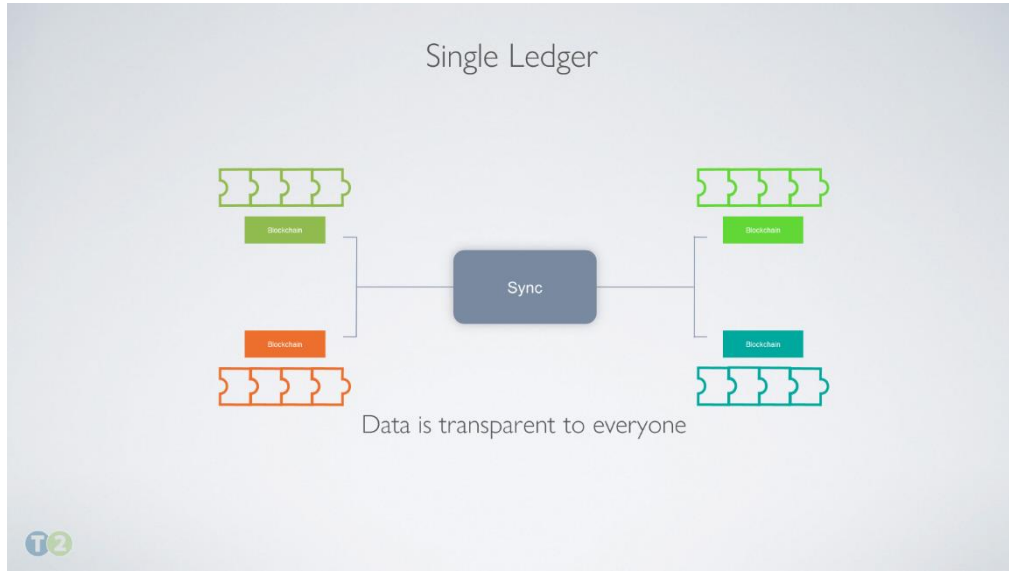 Single Ledger
Blockchain
Blockchain
Sync
Blockchain
Blockchain
Data is transparent to everyone
T2